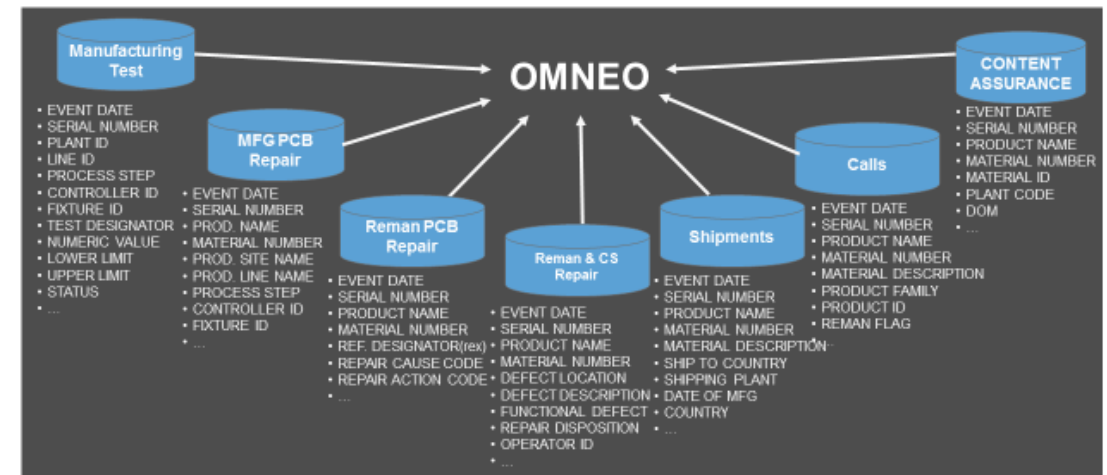 Manufacturing
Test
• EVENT DATE
• SERIAL NUMBER
• PLANT ID
• LINE ID
• PROCESS STEP
• CONTROLLER ID
• FIXTURE ID
• TEST DESIGNATOR
• NUMERIC VALUE
• LOWER LIMIT
• UPPER LIMIT
• STATUS
• ...
MFG PCB
Repair
• EVENT DATE
• SERIAL NUMBER
• PROD. NAME
• MATERIAL NUMBER
• PROD. SITE NAME
• PROD. LINE NAME
• PROCESS STEP
• CONTROLLER ID
• FIXTURE ID
• ...
Reman PCB
Repair
• EVENT DATE
• SERIAL NUMBER
• PRODUCT NAME
• MATERIAL NUMBER
• REF. DESIGNATOR(rex)
• REPAIR CAUSE CODE
• REPAIR ACTION CODE
• ...
OMNEO
Reman & CS
Repair
• EVENT DATE
• SERIAL NUMBER
• PRODUCT NAME
• MATERIAL NUMBER
• DEFECT LOCATION
• DEFECT DESCRIPTION
• FUNCTIONAL DEFECT
• REPAIR DISPOSITION
• OPERATOR ID
• ...
Shipments
• EVENT DATE
• SERIAL NUMBER
• PRODUCT NAME
• MATERIAL NUMBER
• MATERIAL DESCRIPTION
• SHIP TO COUNTRY
• SHIPPING PLANT
• DATE OF MFG
• COUNTRY
• ...
Calls
• EVENT DATE
• SERIAL NUMBER
• PRODUCT NAME
• MATERIAL NUMBER
• MATERIAL DESCRIPTION
• PRODUCT FAMILY
• PRODUCT ID
• REMAN FLAG
• ...
CONTENT
ASSURANCE
• EVENT DATE
• SERIAL NUMBER
• PRODUCT NAME
• MATERIAL NUMBER
• MATERIAL ID
• PLANT CODE
• DOM
• ...